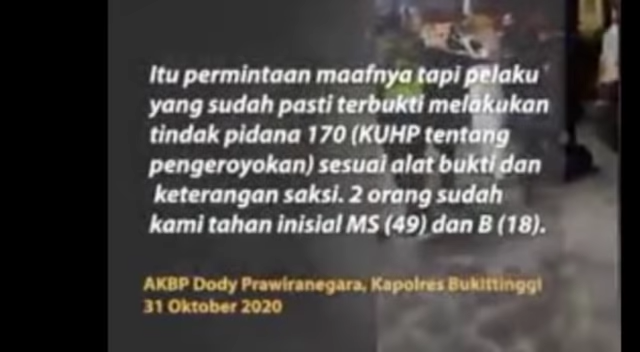 Itu permintaan maafnya tapi pelaku
yang sudah pasti terbukti melakukan
tindak pidana 170 (KUHP tentang
pengeroyokan) sesuai alat bukti dan
keterangan saksi. 2 orang sudah
kami tahan inisial MS (49) dan B (18).
AKBP Dody Prawiranegara, Kapolres Bukittinggi
31 Oktober 2020